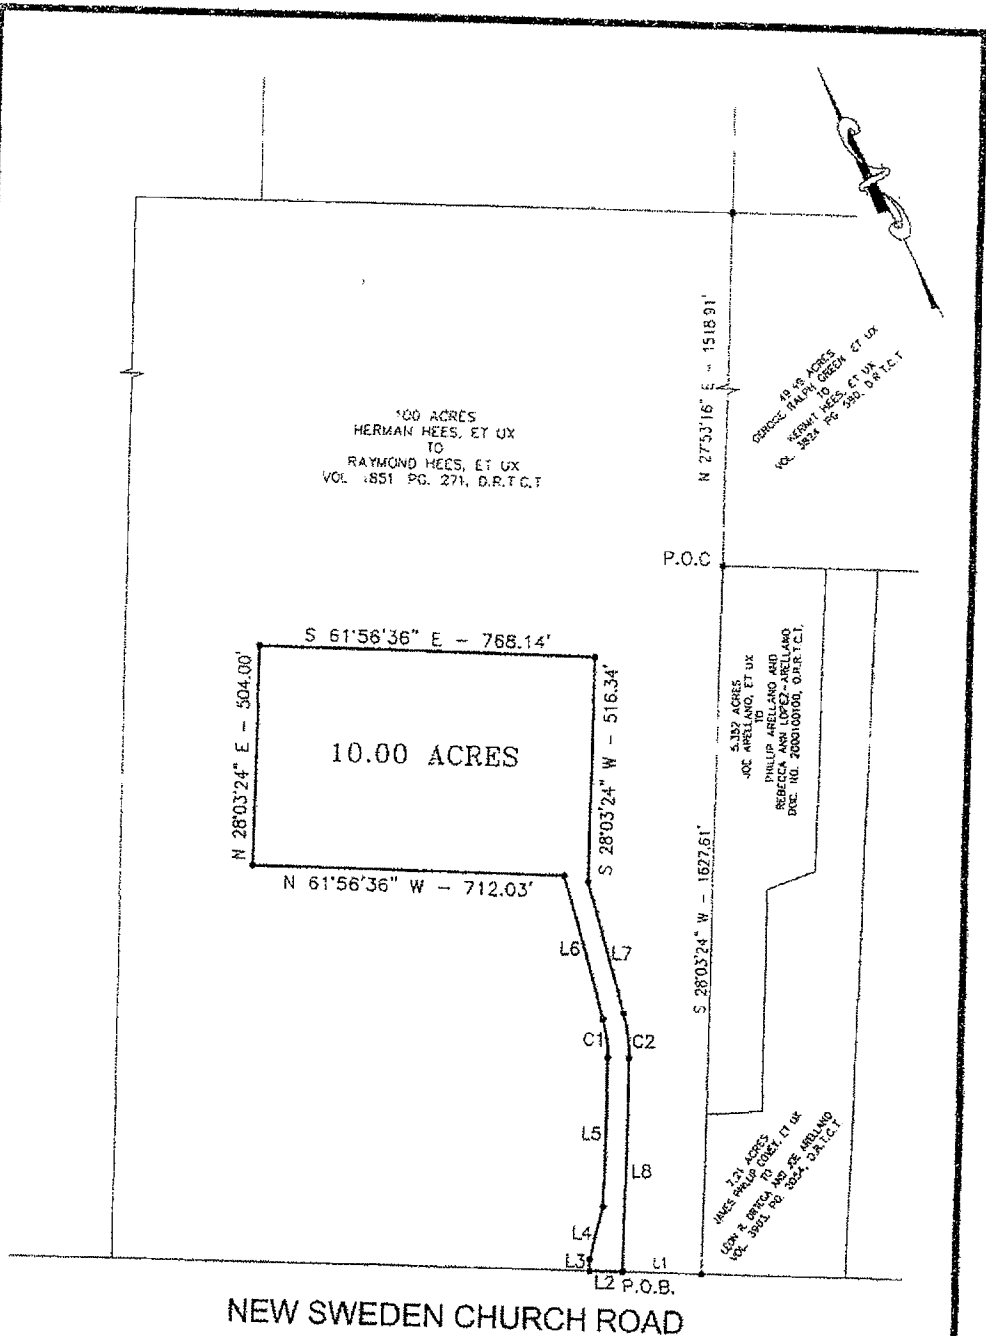 N 27°53'16" E - 1518.91'
49.49 ACRES
GEORGE RALPH GREEN ET UX
TO
KERMIT HEES, ET UX
VOL. 3824 PG. 590, D.R.T.C.T
100 ACRES
HERMAN HEES, ET UX
TO
RAYMOND HEES, ET UX
VOL 1851 PG. 271, D.R.T.C.T
P.O.C
S 61°56'36" E - 768.14'
N 28°03'24" E - 504.00'
10.00 ACRES
S 28°03'24" W - 516.34'
N 61°56'36" W - 712.03'
5.352 ACRES
JOE ARELLANO, ET UX
TO
PHILLIP ARELLANO AND
REBECCA ANN LOPEZ-ARELLANO
DOC. NO. 2000100100, O.P.R.T.C.T.
S 28°03'24" W - 1627.61'
L6
L7
C1
C2
L5
L8
L4
L3
L2
P.O.B.
L1
7.21 ACRES
JAMES PHILLIP COVEY, ET UX
TO
LEON R. ORTEGA AND JOE ARELLANO
VOL. PG. 2054, D.R.T.C.T
NEW SWEDEN CHURCH ROAD